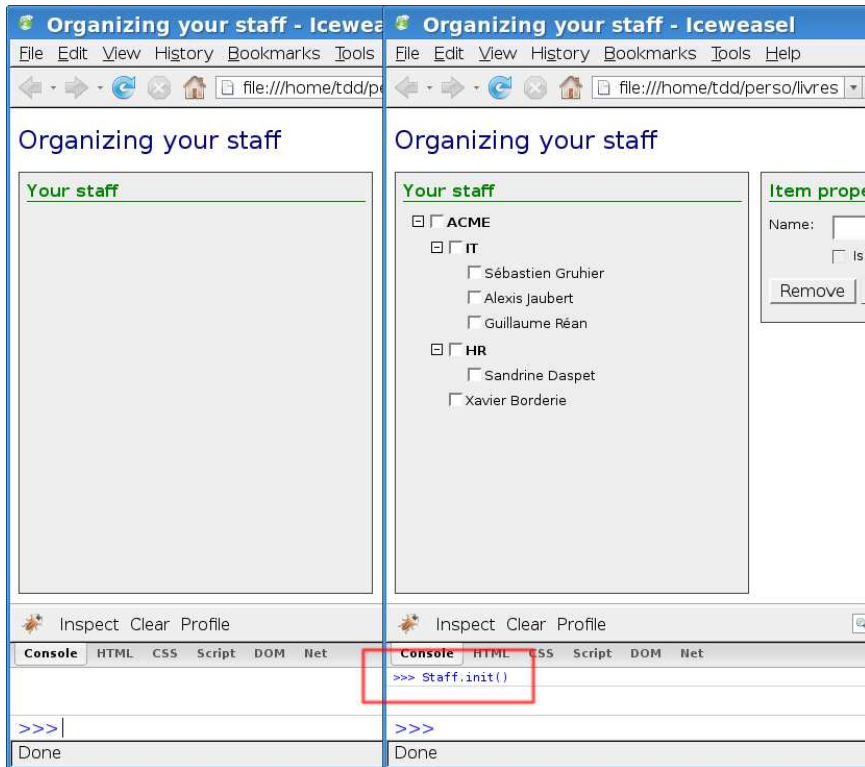 Organizing your staff - Icewea
File Edit View History Bookmarks Tools
file:///home/tdd/pe
Organizing your staff
Your staff
Inspect Clear Profile
Console HTML CSS Script DOM Net
>>>
Done
Organizing your staff - Iceweasel
File Edit View History Bookmarks Tools Help
file:///home/tdd/perso/livres
Organizing your staff
Your staff
ACME
IT
Sébastien Gruhier
Alexis Jaubert
Guillaume Réan
HR
Sandrine Daspet
Xavier Borderie
Item prope
Name:
Is
Remove
Inspect Clear Profile
Console HTML CSS Script DOM Net
>>> Staff.init()
>>>
Done